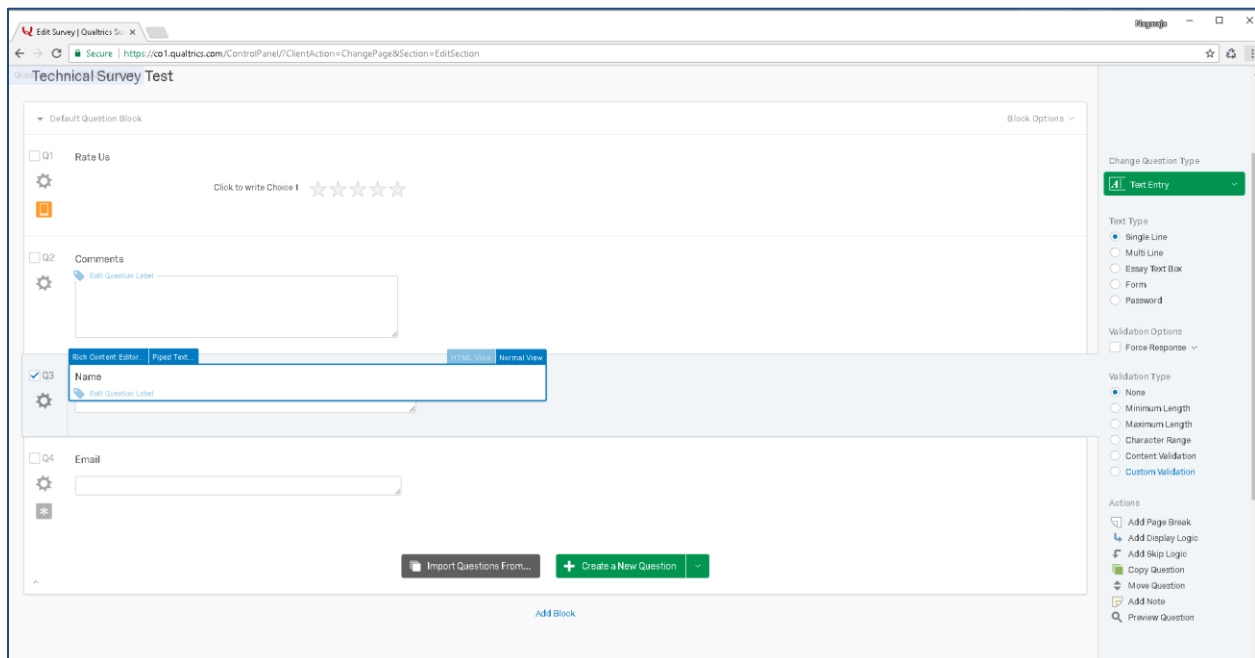 Edit Survey | Qualtrics Su
Secure | https://co1.qualtrics.com/ControlPanel/?ClientAction=ChangePage&Section=EditSection
Technical Survey Test
Default Question Block
Block Options
Q1
Rate Us
Click to write Choice 1
Q2
Comments
Edit Question Label
Rich Content Editor...
Piped Text...
HTML View
Normal View
Q3
Name
Edit Question Label
Q4
Email
Import Questions From...
Create a New Question
Add Block
Change Question Type
Text Entry
Text Type
Single Line
Multi Line
Essay Text Box
Form
Password
Validation Options
Force Response
Validation Type
None
Minimum Length
Maximum Length
Character Range
Content Validation
Custom Validation
Actions
Add Page Break
Add Display Logic
Add Skip Logic
Copy Question
Move Question
Add Note
Preview Question